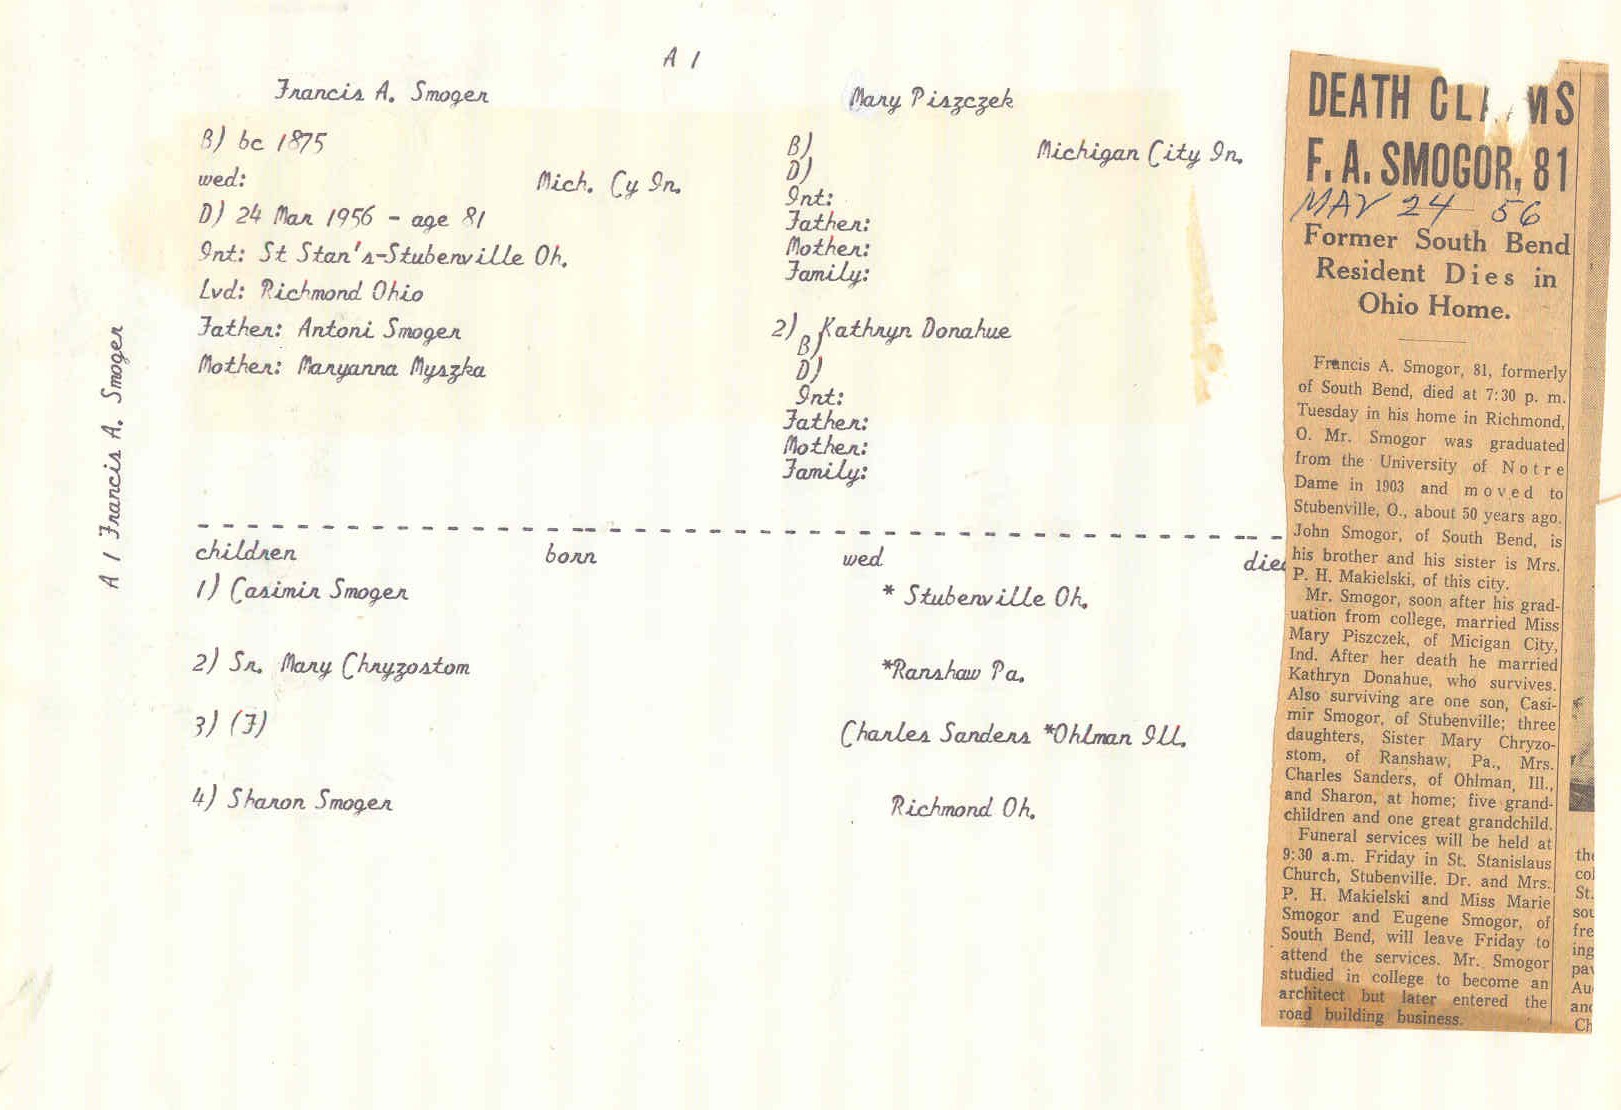 A 1
Francis A. Smoger
B) bc 1875
wed: Mich. Cy In.
D) 24 Mar 1956 - age 81
Int: St Stan's-Stubenville Oh.
Lvd: Richmond Ohio
Father: Antoni Smoger
Mother: Maryanna Myszka
Mary Piszczek
B) Michigan City In.
D)
Int:
Father:
Mother:
Family:
2) Kathryn Donahue
B)
D)
Int:
Father:
Mother:
Family:
A 1 Francis A. Smoger
children born wed died
1) Casimir Smoger * Stubenville Oh.
2) Sr. Mary Chryzostom *Ranshaw Pa.
3) (F) Charles Sanders *Ohlman Ill.
4) Sharon Smoger Richmond Oh.
DEATH CLAIMS
F. A. SMOGOR, 81
MAY 24 56
Former South Bend
Resident Dies in
Ohio Home.
Francis A. Smogor, 81, formerly
of South Bend, died at 7:30 p. m.
Tuesday in his home in Richmond,
O. Mr. Smogor was graduated
from the University of Notre
Dame in 1903 and moved to
Stubenville, O., about 50 years ago.
John Smogor, of South Bend, is
his brother and his sister is Mrs.
P. H. Makielski, of this city.
Mr. Smogor, soon after his grad-
uation from college, married Miss
Mary Piszczek, of Micigan City,
Ind. After her death he married
Kathryn Donahue, who survives.
Also surviving are one son, Casi-
mir Smogor, of Stubenville; three
daughters, Sister Mary Chryzo-
stom, of Ranshaw, Pa., Mrs.
Charles Sanders, of Ohlman, Ill.,
and Sharon, at home; five grand-
children and one great grandchild.
Funeral services will be held at
9:30 a.m. Friday in St. Stanislaus
Church, Stubenville. Dr. and Mrs.
P. H. Makielski and Miss Marie
Smogor and Eugene Smogor, of
South Bend, will leave Friday to
attend the services. Mr. Smogor
studied in college to become an
architect but later entered the
road building business.